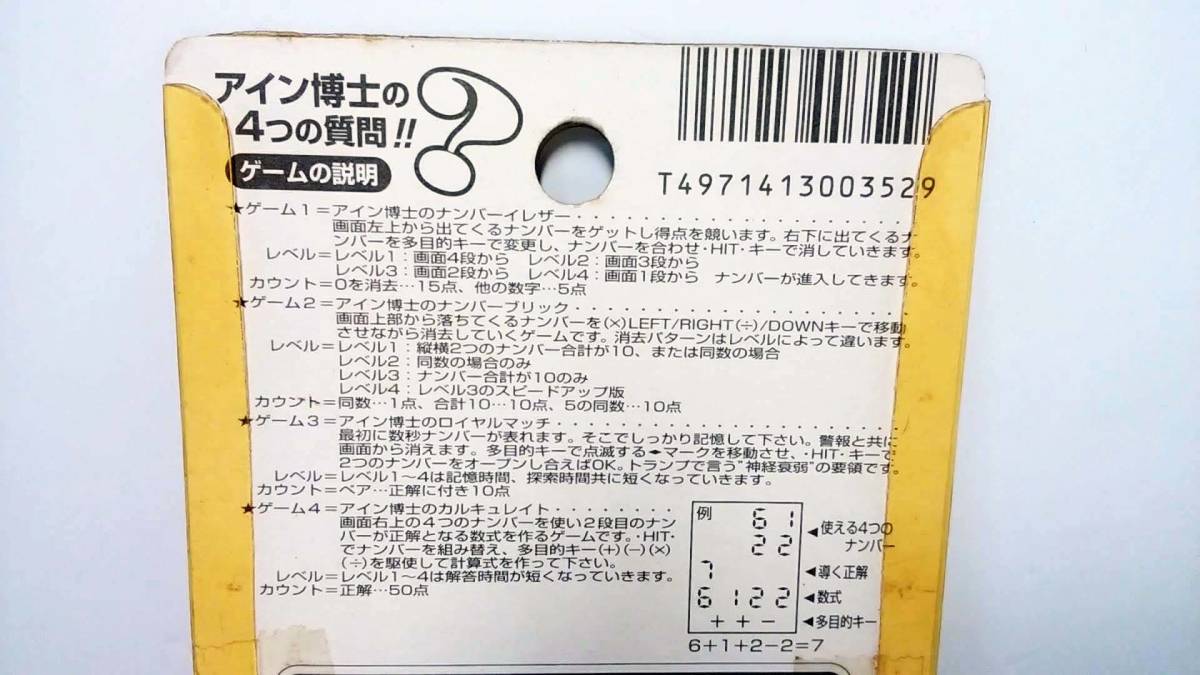 アイン博士の
4つの質問!!
?
ゲームの説明
T4971413003529
★ゲーム1=アイン博士のナンバーイレザー・・・・・・・・・・・・・・・・・・・・・・
画面左上から出てくるナンバーをゲットし得点を競います。右下に出てくるナ
ンバーを多目的キーで変更し、ナンバーを合わせ・HIT・キーで消していきます。
レベル=レベル1:画面4段から レベル2:画面3段から
レベル3:画面2段から レベル4:画面1段から ナンバーが進入してきます。
カウント=0を消去…15点、他の数字…5点
★ゲーム2=アイン博士のナンバーブリック・・・・・・・・・・・・・・・・・・・・・・
画面上部から落ちてくるナンバーを(×)LEFT/RIGHT(÷)/DOWNキーで移動
させながら消去していくゲームです。消去パターンはレベルによって違います。
レベル=レベル1:縦横2つのナンバー合計が10、または同数の場合
レベル2:同数の場合のみ
レベル3:ナンバー合計が10のみ
レベル4:レベル3のスピードアップ版
カウント=同数…1点、合計10…10点、5の同数…10点
★ゲーム3=アイン博士のロイヤルマッチ・・・・・・・・・・・・・・・・・・・・・・
最初に数秒ナンバーが表れます。そこでしっかり記憶して下さい。警報と共に
画面から消えます。多目的キーで点滅する◂▸マークを移動させ、・HIT・キーで
2つのナンバーをオープンし合えばOK。トランプで言う"神経衰弱"の要領です。
レベル=レベル1〜4は記憶時間、探索時間共に短くなっていきます。
カウント=ペア…正解に付き10点
★ゲーム4=アイン博士のカルキュレイト・・・・・・・・
画面右上の4つのナンバーを使い2段目のナン
バーが正解となる数式を作るゲームです。・HIT・
でナンバーを組み替え、多目的キー(+)(−)(×)
(÷)を駆使して計算式を作って下さい。
レベル=レベル1〜4は解答時間が短くなっていきます。
カウント=正解…50点
例 6 1
2 2
◀使える4つの
ナンバー
7 ◀導く正解
6 1 2 2 ◀数式
+ + − ◀多目的キー
6+1+2−2=7